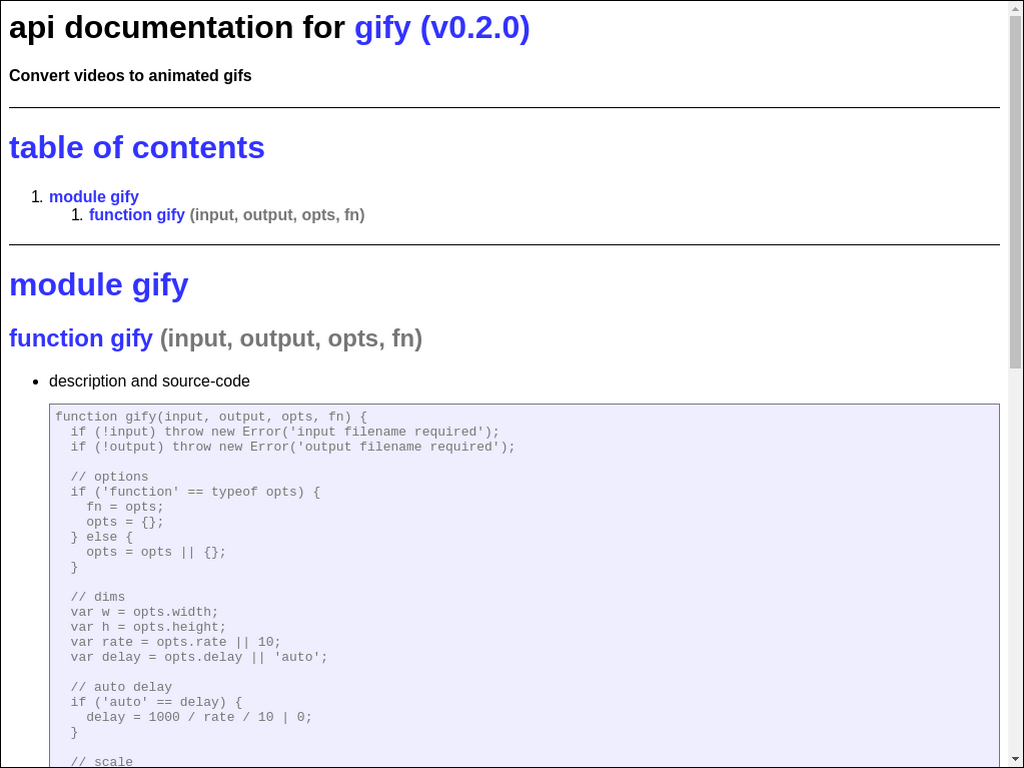 api documentation for gify (v0.2.0)
Convert videos to animated gifs
table of contents
1. module gify
1. function gify (input, output, opts, fn)
module gify
function gify (input, output, opts, fn)
• description and source-code
function gify(input, output, opts, fn) {
  if (!input) throw new Error('input filename required');
  if (!output) throw new Error('output filename required');

  // options
  if ('function' == typeof opts) {
    fn = opts;
    opts = {};
  } else {
    opts = opts || {};
  }

  // dims
  var w = opts.width;
  var h = opts.height;
  var rate = opts.rate || 10;
  var delay = opts.delay || 'auto';

  // auto delay
  if ('auto' == delay) {
    delay = 1000 / rate / 10 | 0;
  }

  // scale